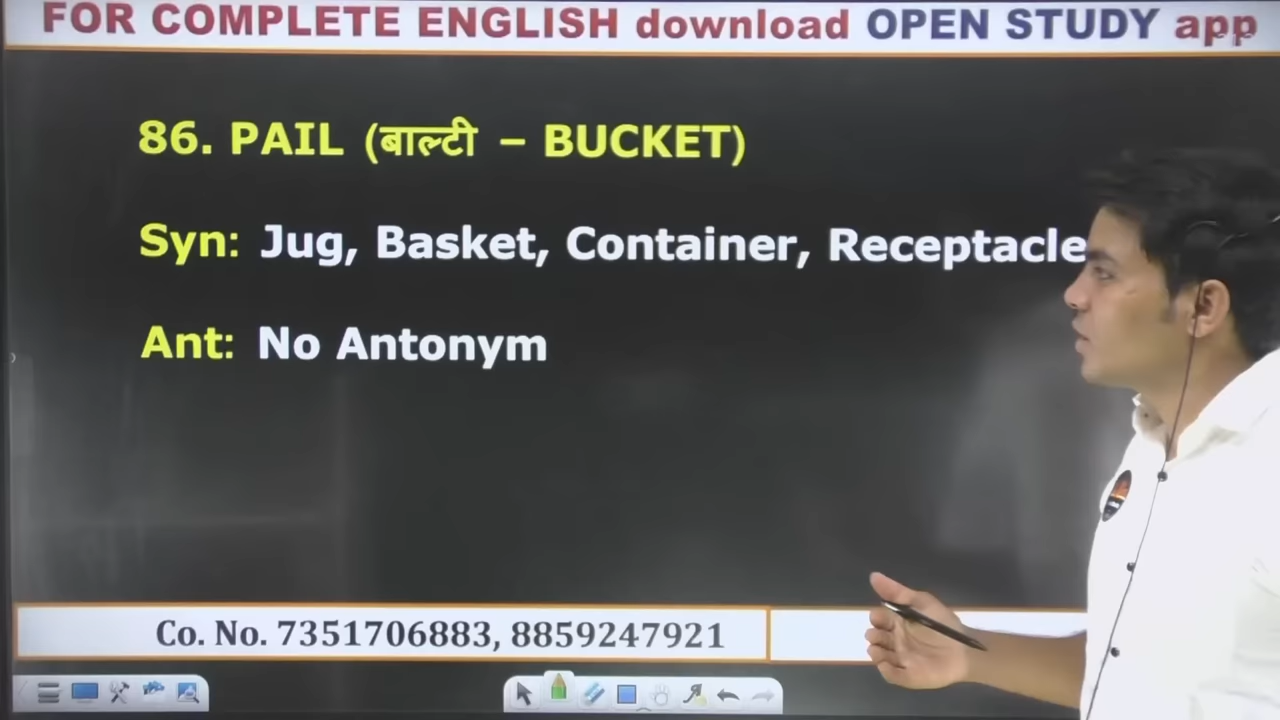 FOR COMPLETE ENGLISH download OPEN STUDY app
86. PAIL (बाल्टी – BUCKET)
Syn: Jug, Basket, Container, Receptacle
Ant: No Antonym
Co. No. 7351706883, 8859247921